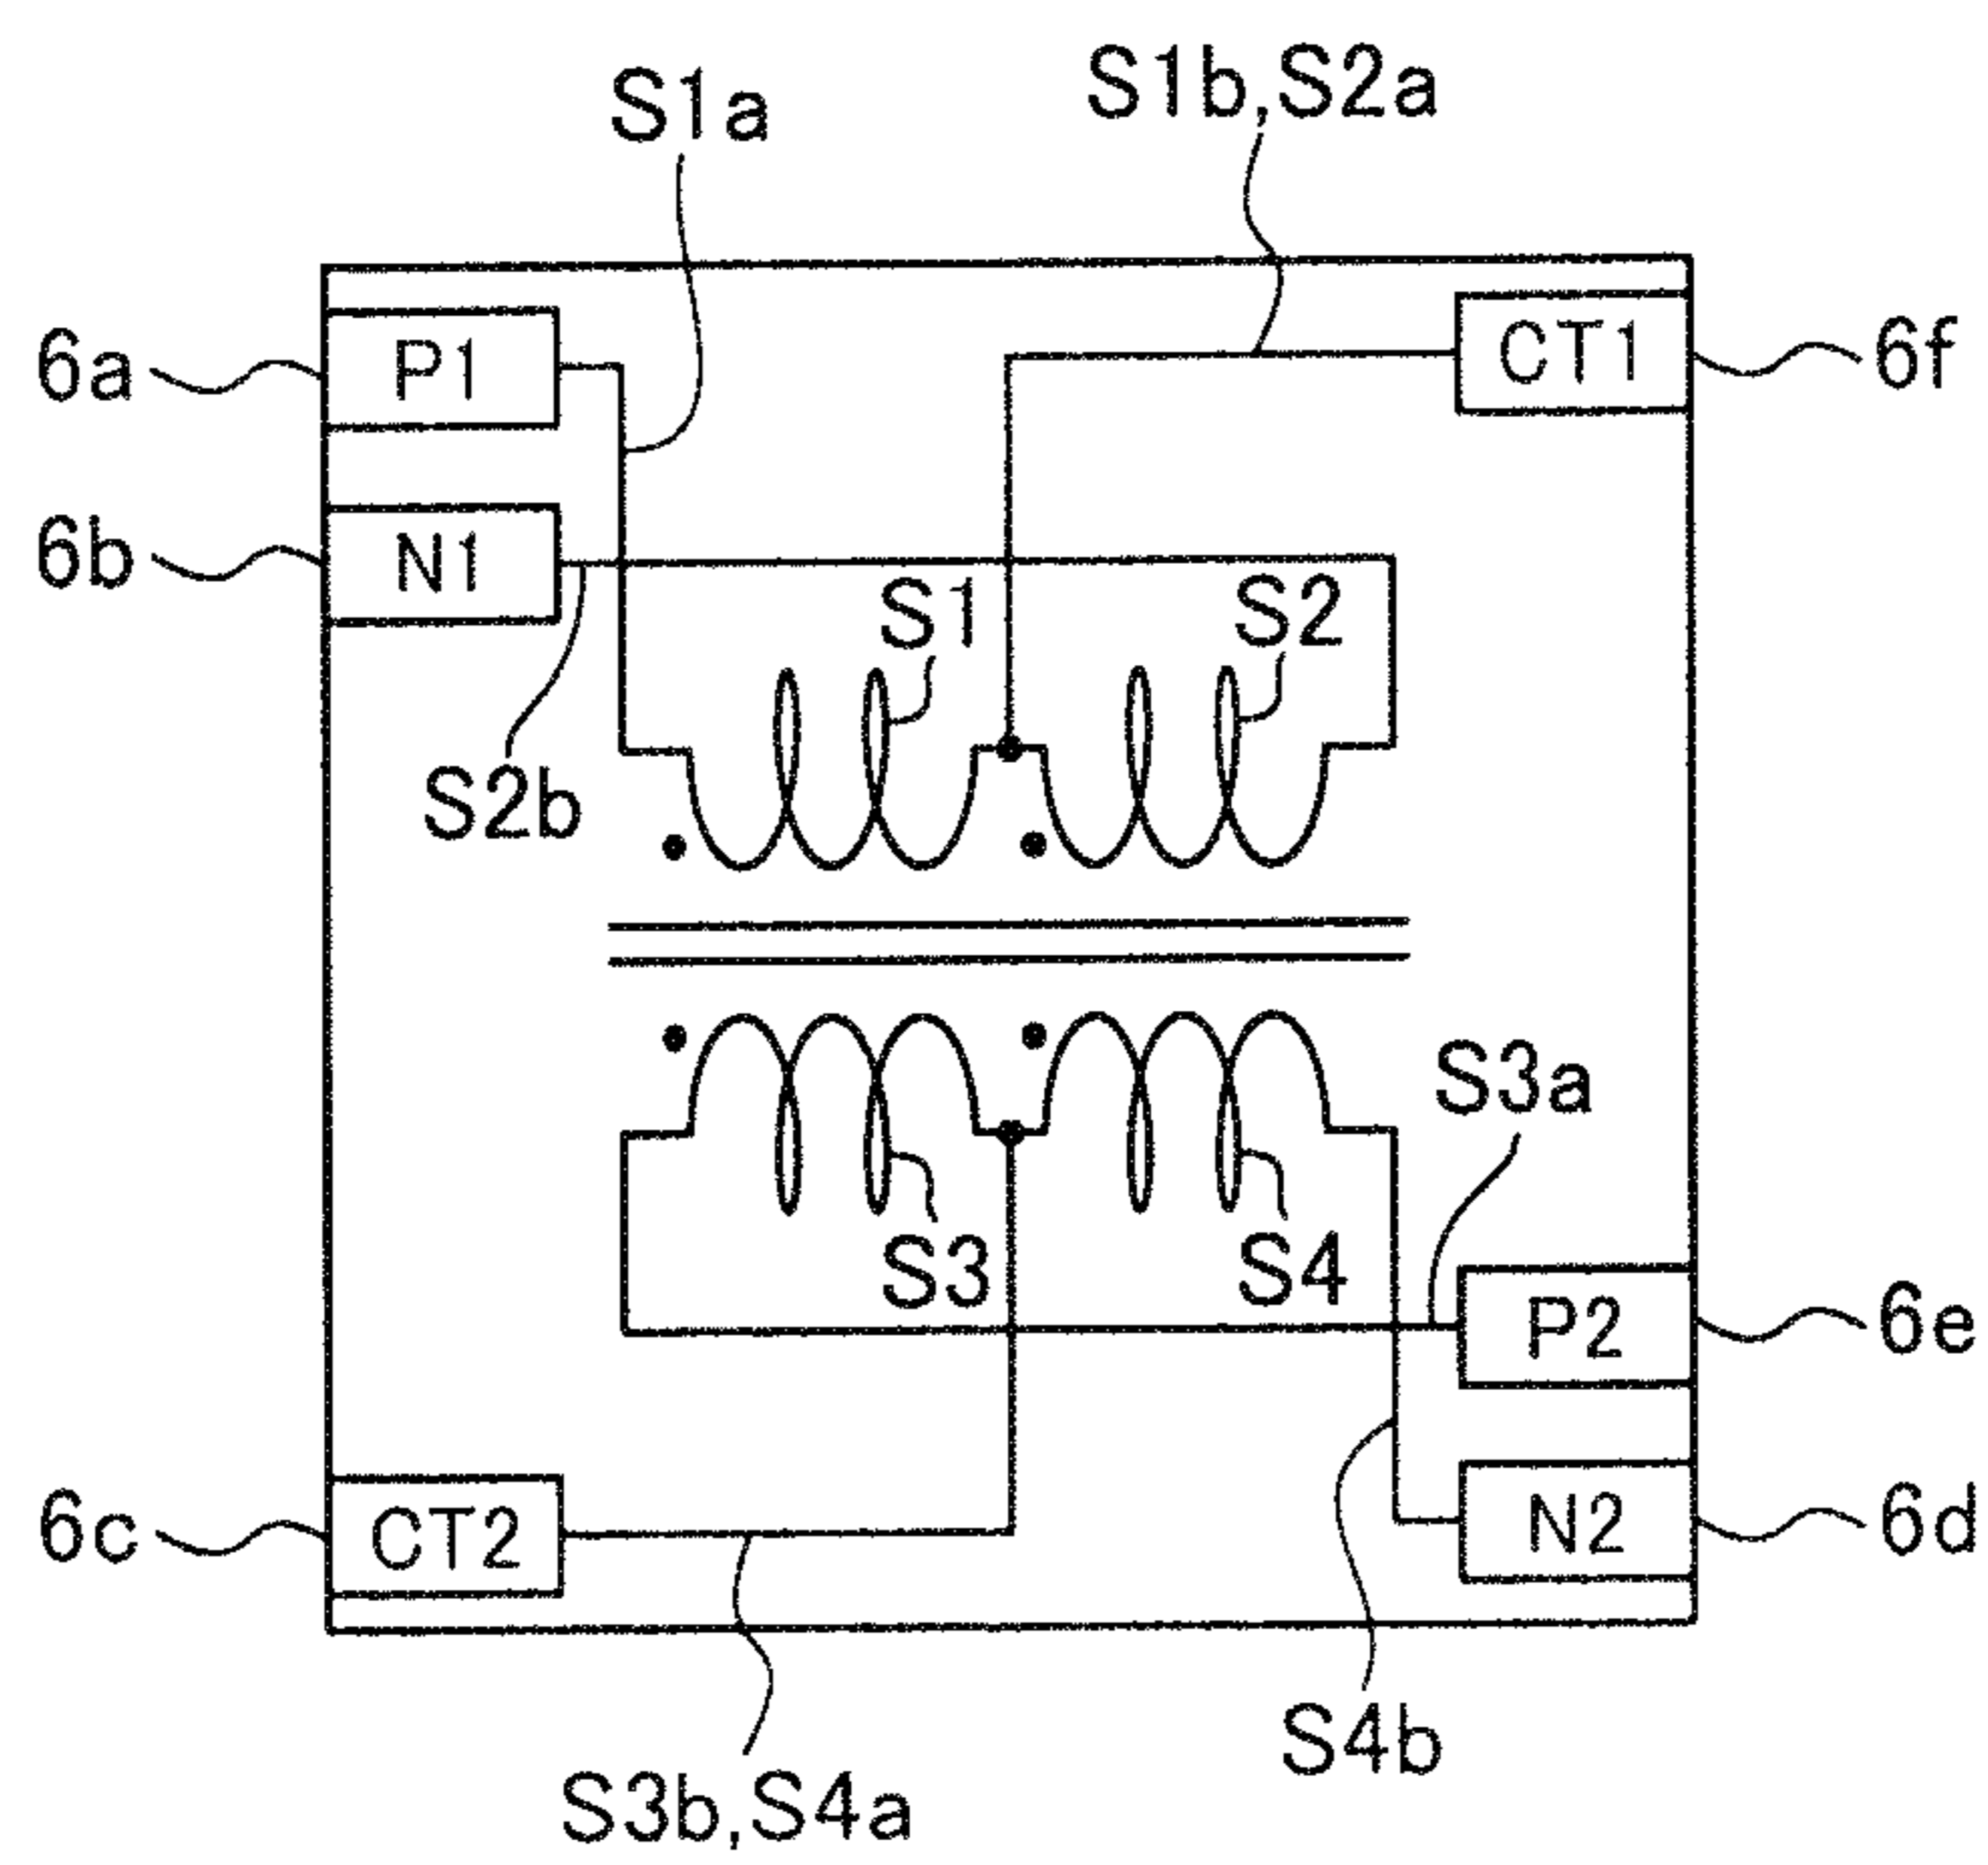 S1a
S1b,S2a
6a
P1
CT1
6f
6b
N1
S1
S2
S2b
S3a
S3
S4
P2
6e
6c
CT2
N2
6d
S4b
S3b,S4a